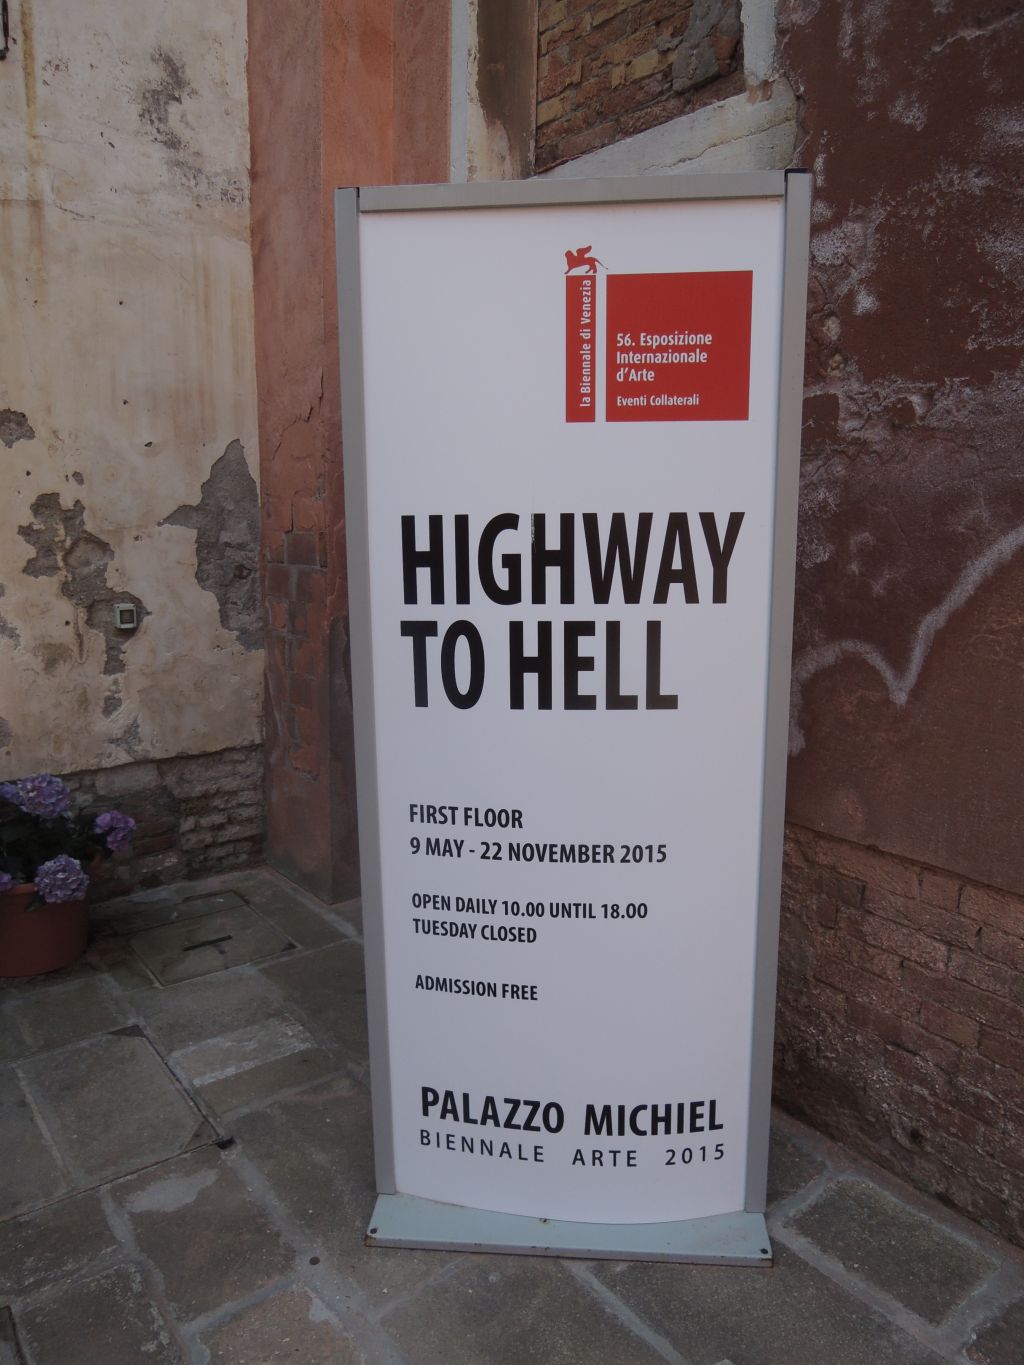 la Biennale di Venezia
56. Esposizione
Internazionale
d'Arte
Eventi Collaterali
HIGHWAY
TO HELL
FIRST FLOOR
9 MAY - 22 NOVEMBER 2015
OPEN DAILY 10.00 UNTIL 18.00
TUESDAY CLOSED
ADMISSION FREE
PALAZZO MICHIEL
BIENNALE ARTE 2015